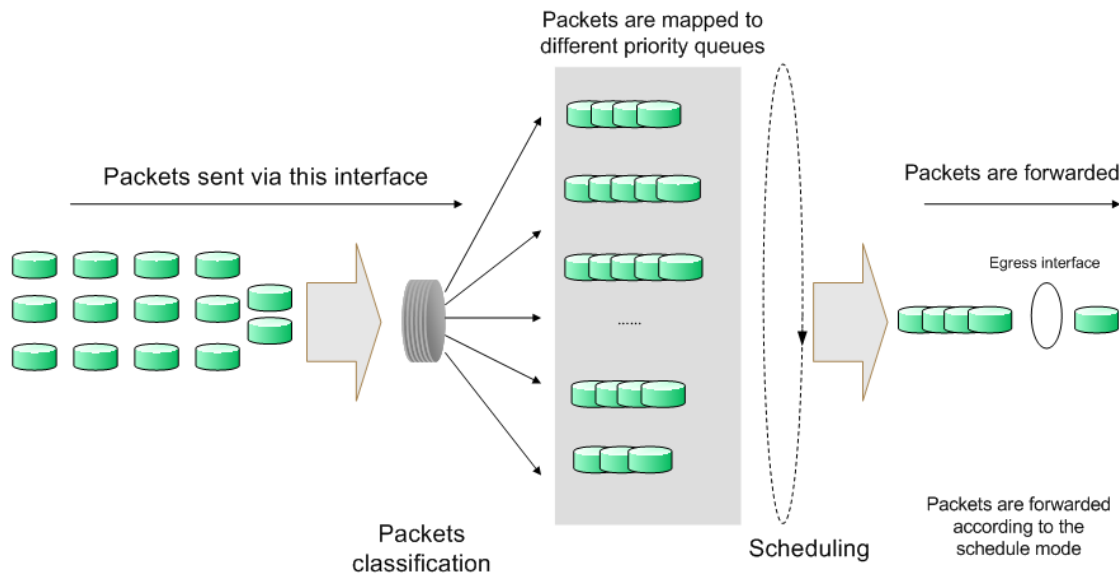 Packets are mapped to
different priority queues
Packets sent via this interface
Packets are forwarded
Egress interface
......
Packets
classification
Scheduling
Packets are forwarded
according to the
schedule mode